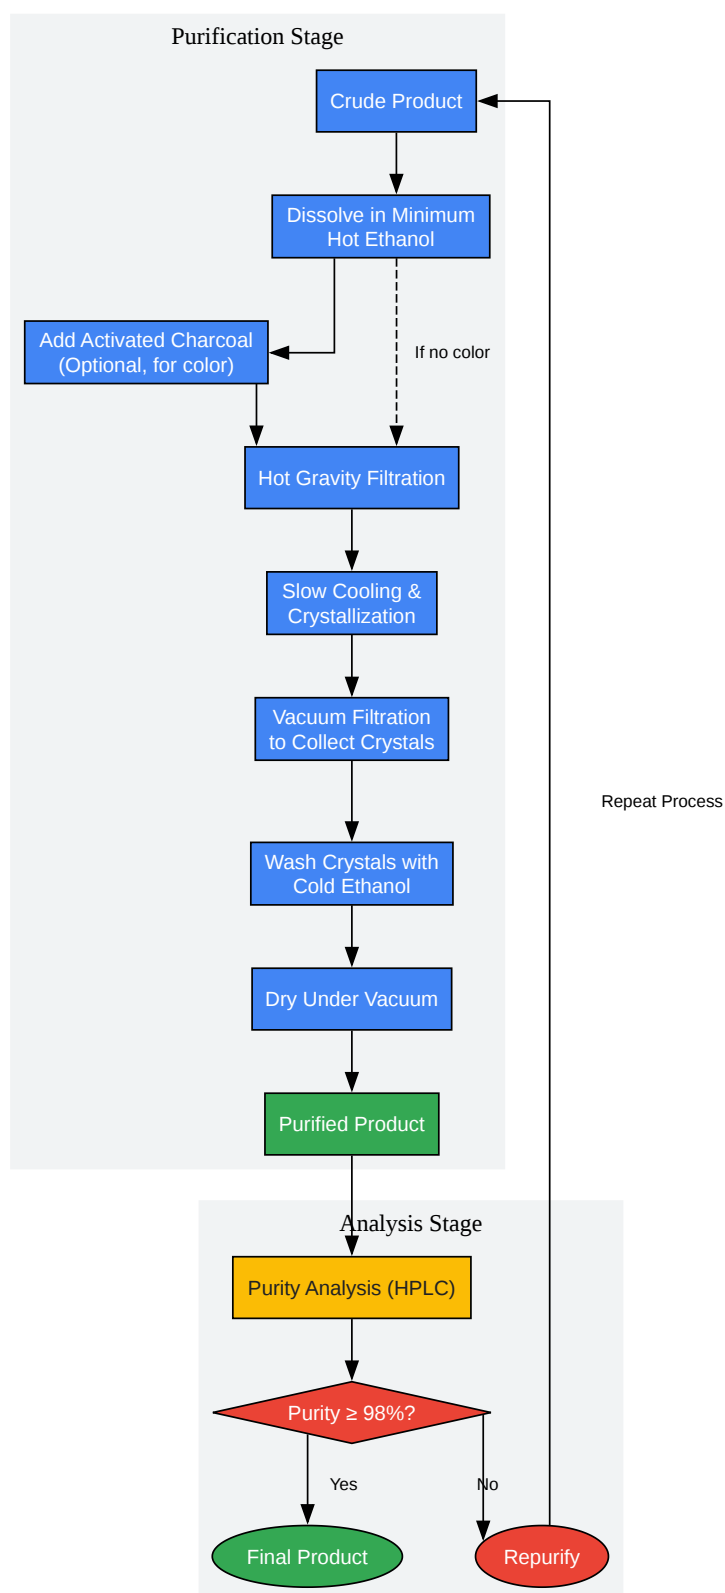 Purification Stage
Crude Product
Dissolve in Minimum
Hot Ethanol
Add Activated Charcoal
(Optional, for color)
If no color
Hot Gravity Filtration
Slow Cooling &
Crystallization
Vacuum Filtration
to Collect Crystals
Repeat Process
Wash Crystals with
Cold Ethanol
Dry Under Vacuum
Purified Product
Analysis Stage
Purity Analysis (HPLC)
Purity ≥ 98%?
Yes
No
Final Product
Repurify